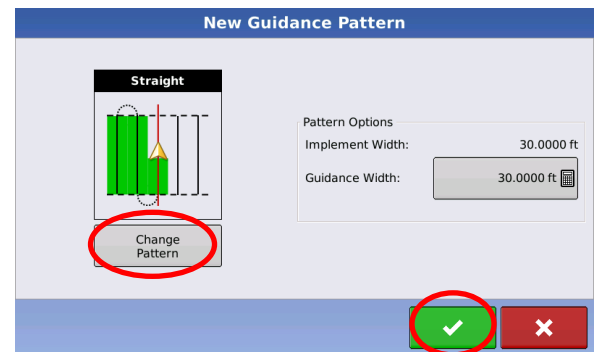 New Guidance Pattern
Straight
Change
Pattern
Pattern Options
Implement Width: 30.0000 ft
Guidance Width: 30.0000 ft